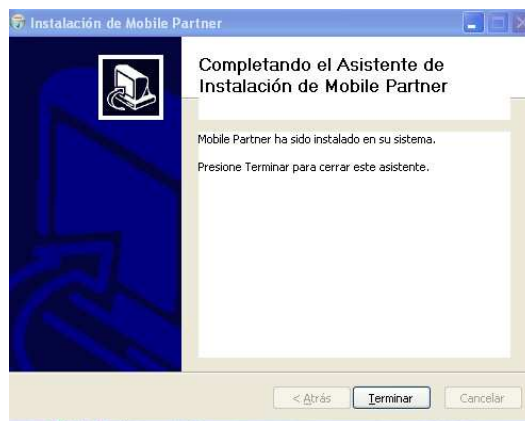 Instalación de Mobile Partner
Completando el Asistente de
Instalación de Mobile Partner
Mobile Partner ha sido instalado en su sistema.
Presione Terminar para cerrar este asistente.
< Atrás
Terminar
Cancelar